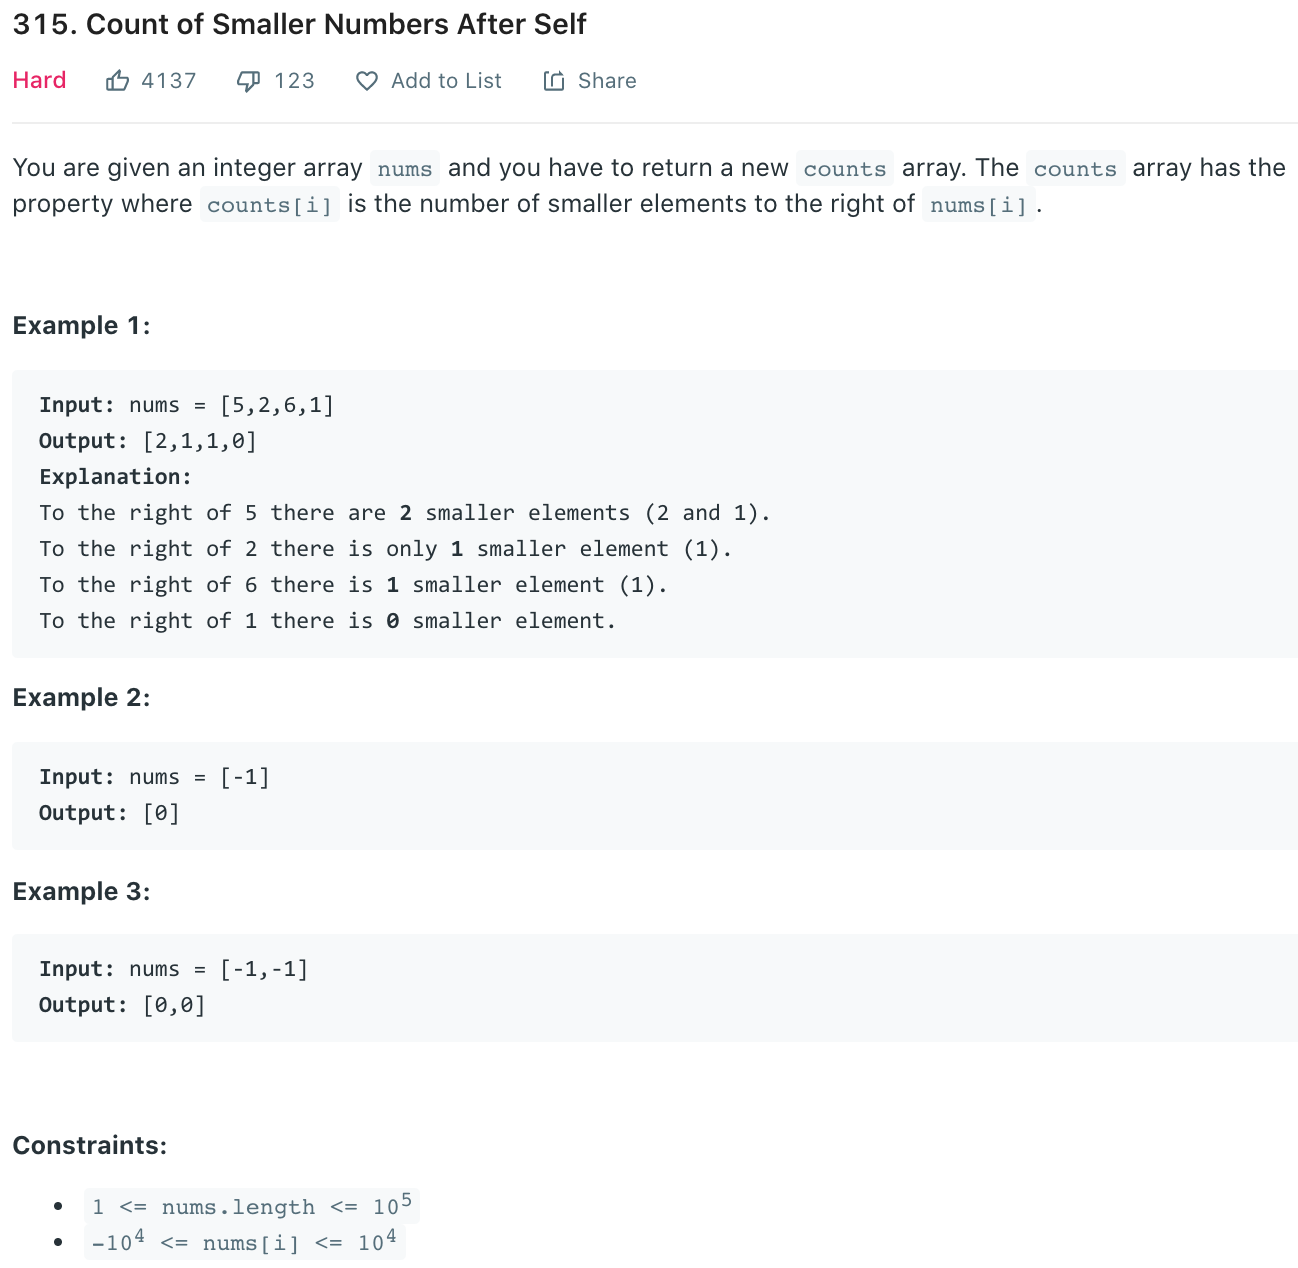 315. Count of Smaller Numbers After Self
Hard 4137 123 Add to List Share
You are given an integer array nums and you have to return a new counts array. The counts array has the
property where counts[i] is the number of smaller elements to the right of nums[i] .
Example 1:
Input: nums = [5,2,6,1]
Output: [2,1,1,0]
Explanation:
To the right of 5 there are 2 smaller elements (2 and 1).
To the right of 2 there is only 1 smaller element (1).
To the right of 6 there is 1 smaller element (1).
To the right of 1 there is 0 smaller element.
Example 2:
Input: nums = [-1]
Output: [0]
Example 3:
Input: nums = [-1,-1]
Output: [0,0]
Constraints:
• 1 <= nums.length <= 10⁵
• -10⁴ <= nums[i] <= 10⁴